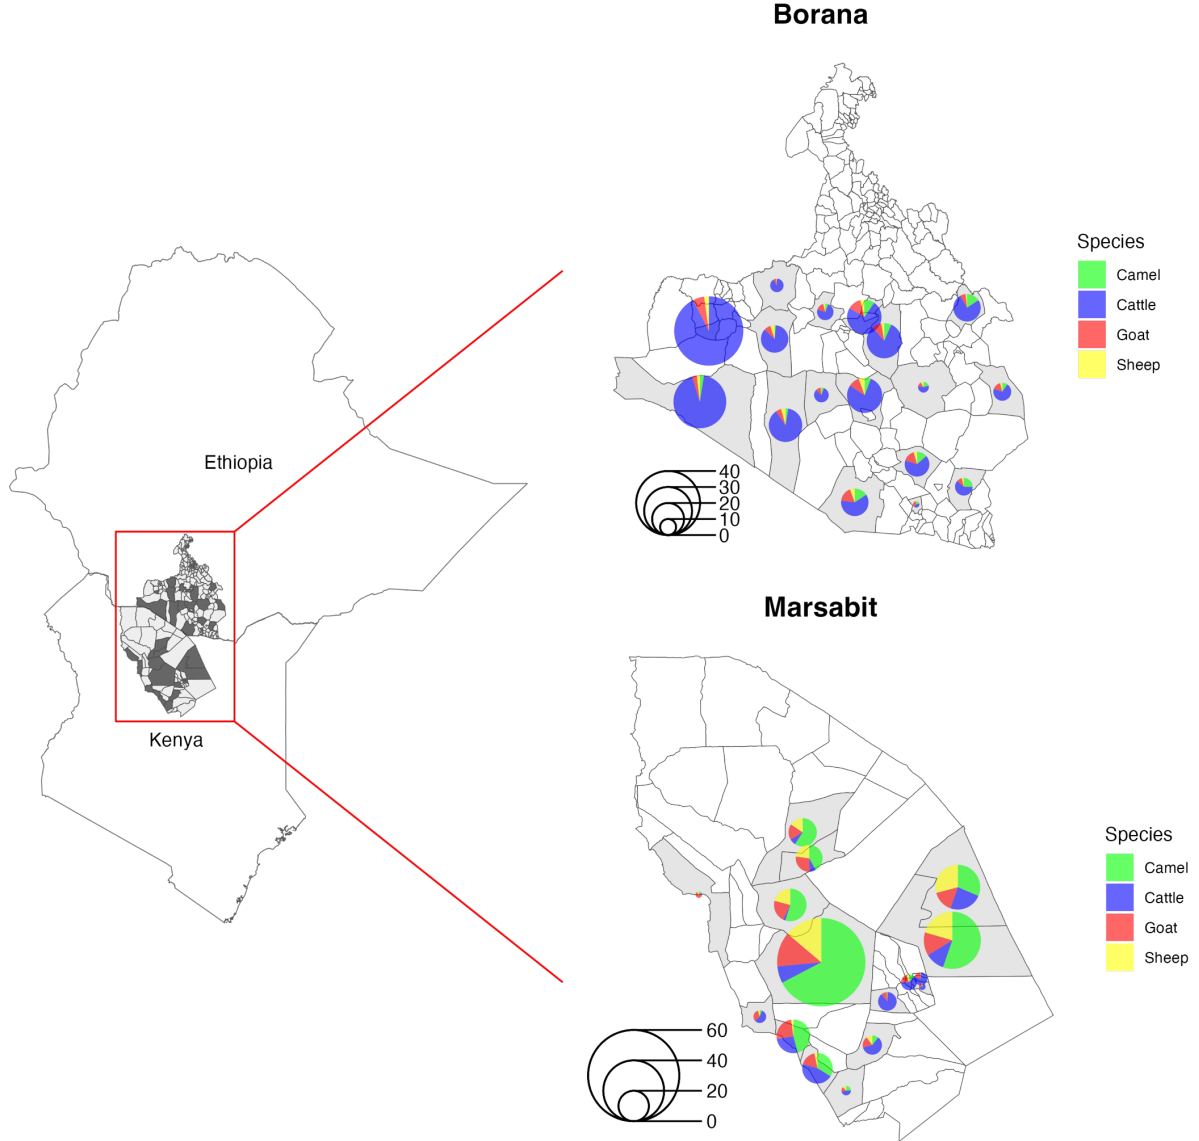 Borana
Species
Camel
Cattle
Goat
Sheep
Ethiopia
40
30
20
10
0
Marsabit
Kenya
Species
Camel
Cattle
Goat
Sheep
60
40
20
0